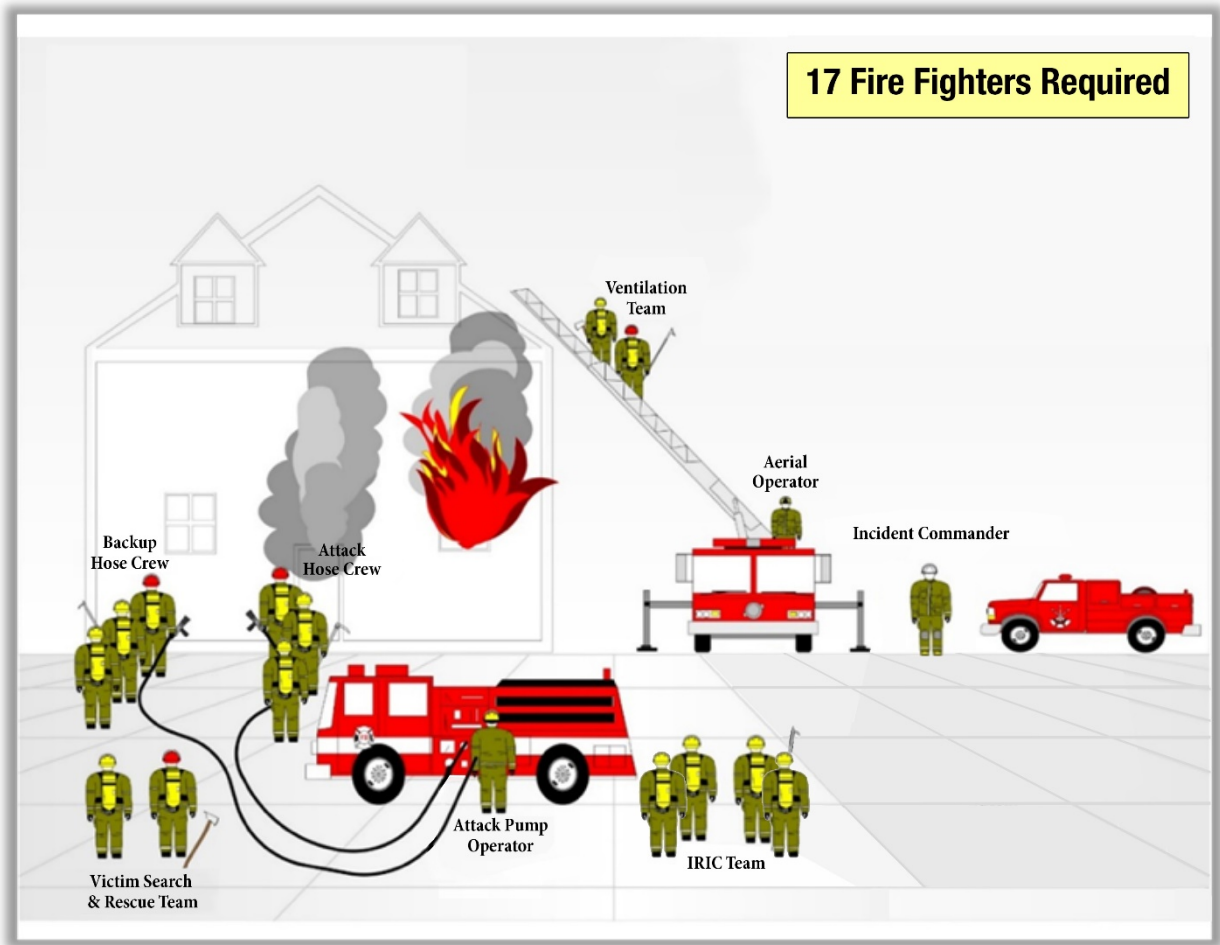 17 Fire Fighters Required
Ventilation
Team
Aerial
Operator
Incident Commander
Backup
Hose Crew
Attack
Hose Crew
Attack Pump
Operator
IRIC Team
Victim Search
& Rescue Team